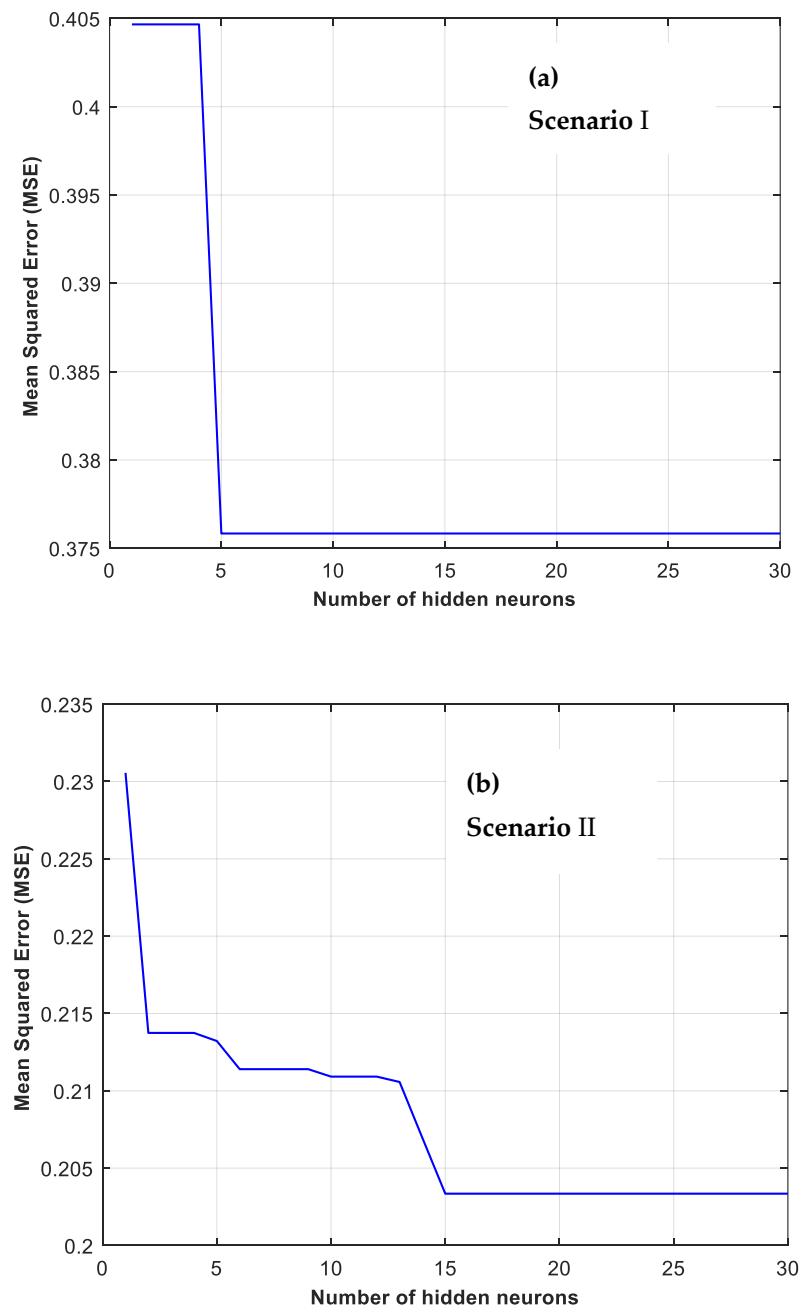 0.405
0.4
0.395
0.39
0.385
0.38
0.375
Mean Squared Error (MSE)
(a)
Scenario I
0 5 10 15 20 25 30
Number of hidden neurons
0.235
0.23
0.225
0.22
0.215
0.21
0.205
0.2
Mean Squared Error (MSE)
(b)
Scenario II
0 5 10 15 20 25 30
Number of hidden neurons